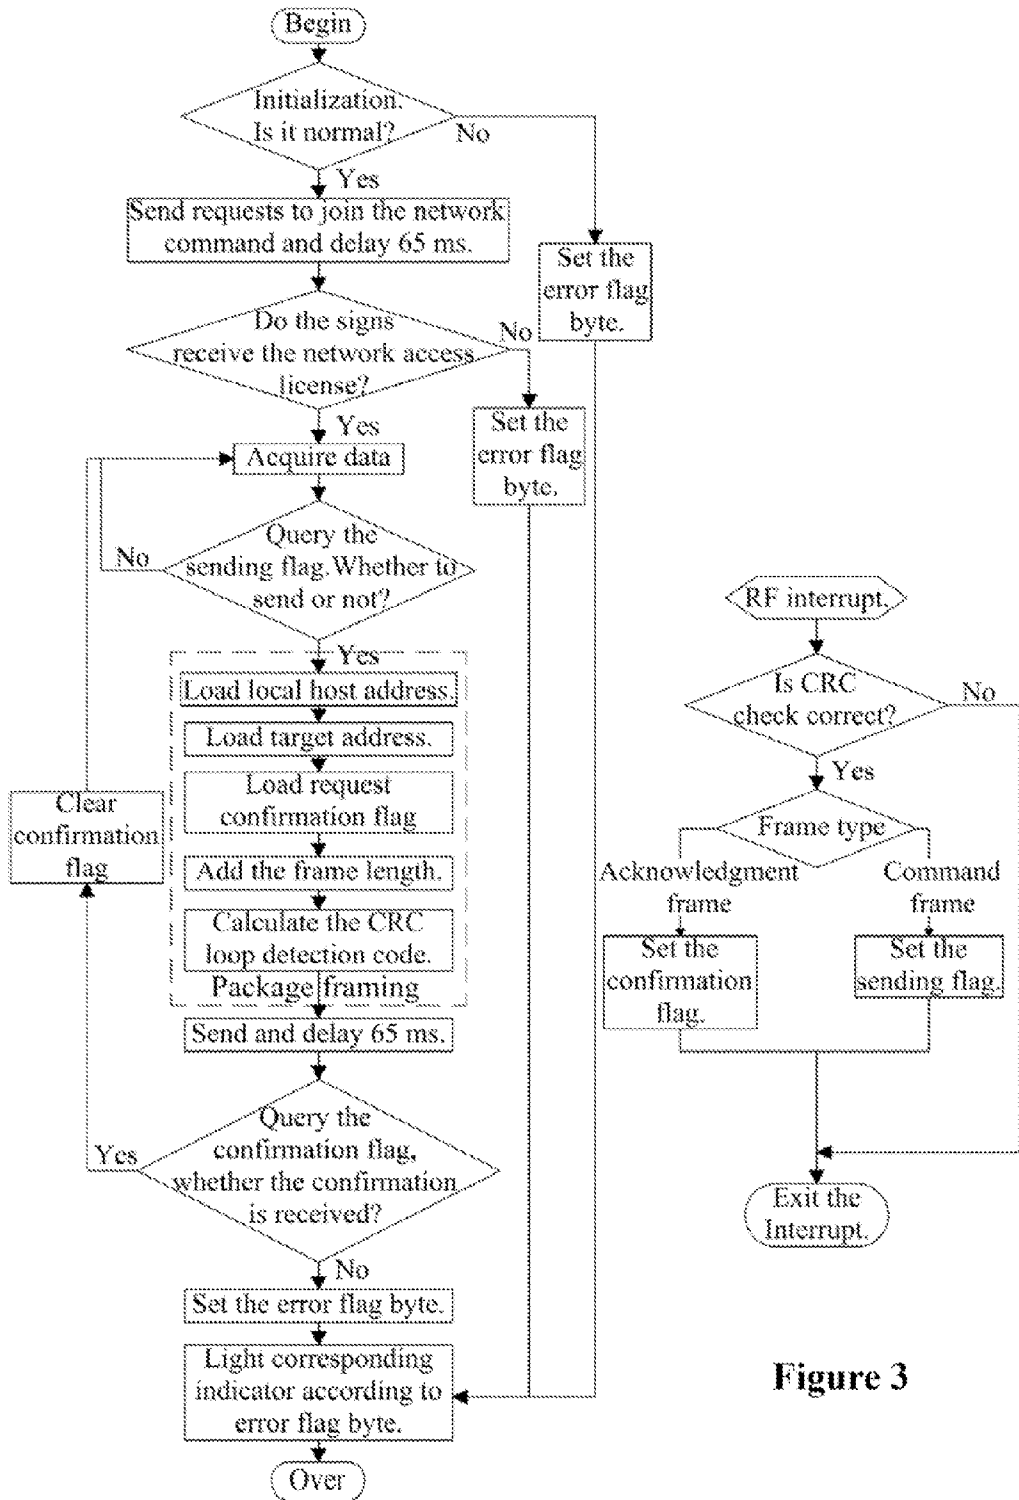 Begin
Initialization.
Is it normal?
No
Yes
Send requests to join the network
command and delay 65 ms.
Set the
error flag
byte.
Do the signs
receive the network access
license?
No
Yes
Set the
error flag
byte.
Acquire data
Query the
sending flag.Whether to
send or not?
No
Yes
Load local host address.
Load target address.
Load request
confirmation flag
Add the frame length.
Calculate the CRC
loop detection code.
Package framing
Clear
confirmation
flag
Send and delay 65 ms.
Query the
confirmation flag,
whether the confirmation
is received?
Yes
No
Set the error flag byte.
Light corresponding
indicator according to
error flag byte.
Over
RF interrupt.
Is CRC
check correct?
No
Yes
Frame type
Acknowledgment
frame
Command
frame
Set the
confirmation
flag.
Set the
sending flag.
Exit the
Interrupt.
Figure 3